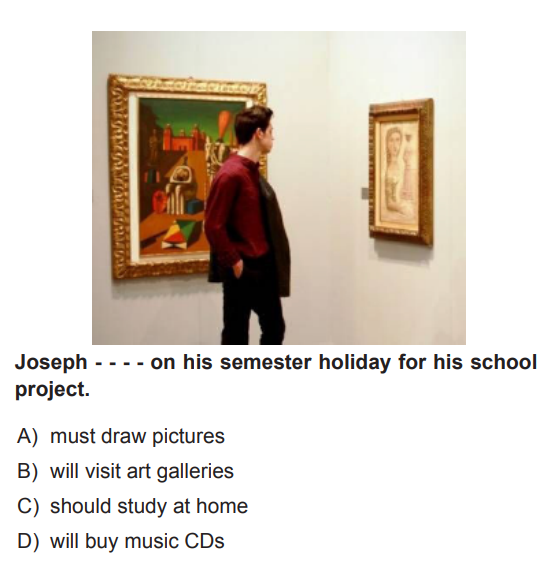 Joseph - - - - on his semester holiday for his school
project.
A) must draw pictures
B) will visit art galleries
C) should study at home
D) will buy music CDs